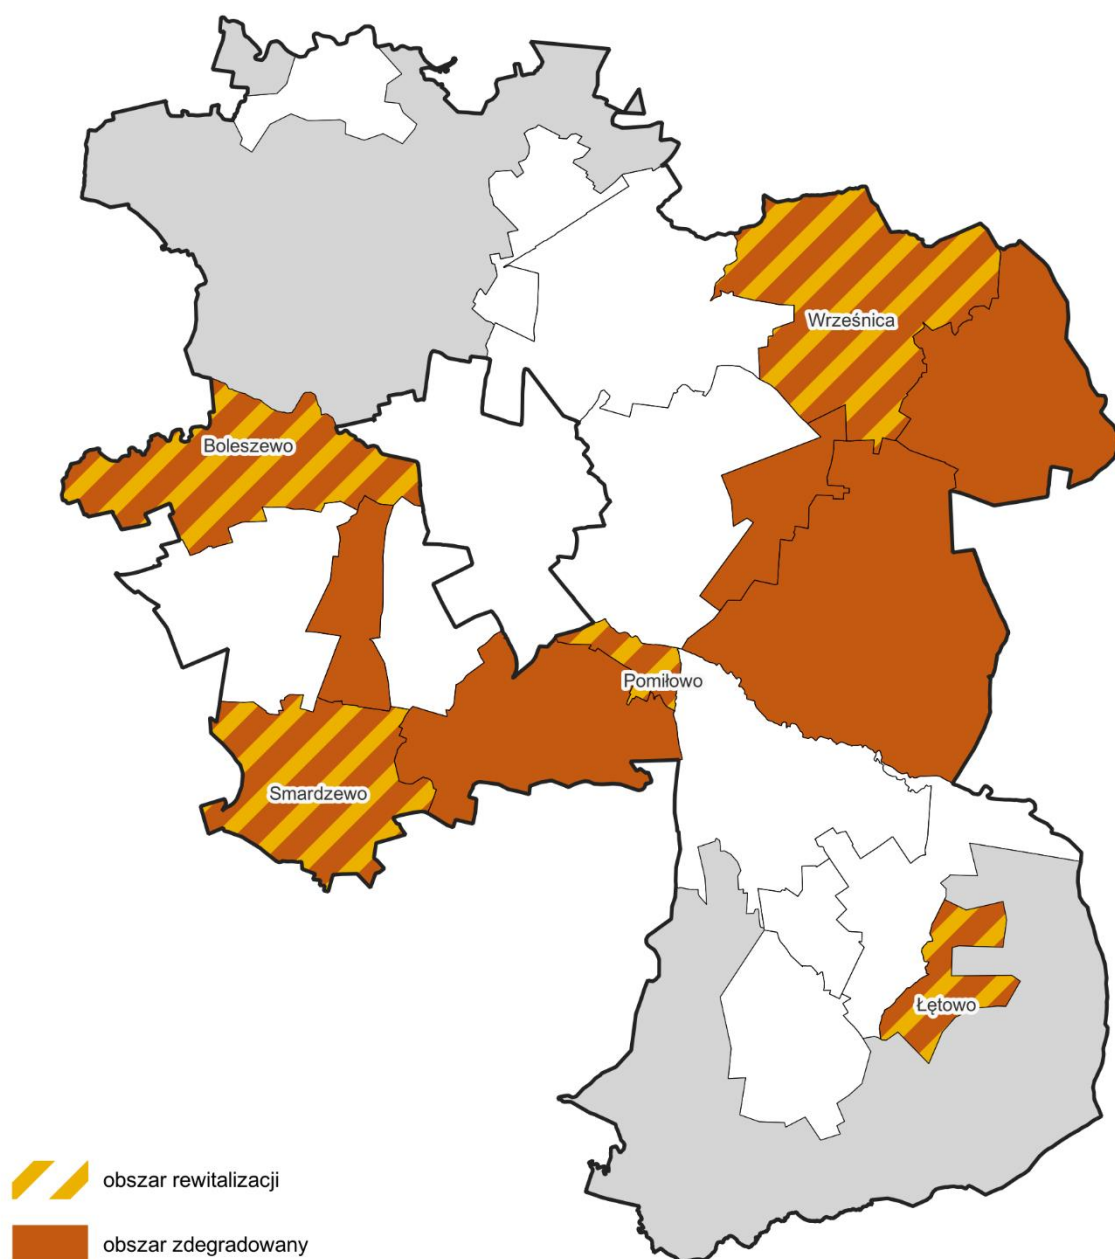 Wrześnica
Boleszewo
Pomiłowo
Smardzewo
Łętowo
obszar rewitalizacji
obszar zdegradowany